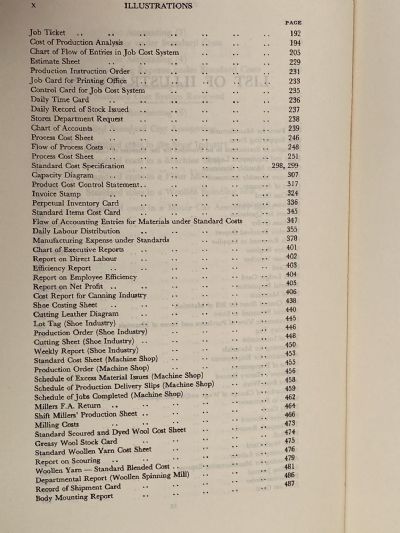 X ILLUSTRATIONS
PAGE
Job Ticket .. .. .. .. .. .. 192
Cost of Production Analysis .. .. .. .. 194
Chart of Flow of Entries in Job Cost System .. .. 205
Estimate Sheet .. .. .. .. .. 229
Production Instruction Order .. .. .. .. 231
Job Card for Printing Office .. .. .. .. 233
Control Card for Job Cost System .. .. .. 235
Daily Time Card .. .. .. .. .. 236
Daily Record of Stock Issued .. .. .. .. 237
Stores Department Request .. .. .. .. 238
Chart of Accounts .. .. .. .. .. 239
Process Cost Sheet .. .. .. .. .. 246
Flow of Process Costs .. .. .. .. .. 248
Process Cost Sheet .. .. .. .. .. 251
Standard Cost Specification .. .. .. .. 298, 299
Capacity Diagram .. .. .. .. .. 307
Product Cost Control Statement .. .. .. .. 317
Invoice Stamp .. .. .. .. .. 324
Perpetual Inventory Card .. .. .. .. 336
Standard Items Cost Card .. .. .. .. 345
Flow of Accounting Entries for Materials under Standard Costs .. 347
Daily Labour Distribution .. .. .. .. 355
Manufacturing Expense under Standards .. .. .. 378
Chart of Executive Reports .. .. .. .. 401
Report on Direct Labour .. .. .. .. 402
Efficiency Report .. .. .. .. .. 403
Report on Employee Efficiency .. .. .. .. 404
Report on Net Profit .. .. .. .. .. 405
Cost Report for Canning Industry .. .. .. 406
Shoe Costing Sheet .. .. .. .. .. 438
Cutting Leather Diagram .. .. .. .. 440
Lot Tag (Shoe Industry) .. .. .. .. 445
Production Order (Shoe Industry) .. .. .. 446
Cutting Sheet (Shoe Industry) .. .. .. .. 448
Weekly Report (Shoe Industry) .. .. .. .. 450
Standard Cost Sheet (Machine Shop) .. .. .. 453
Production Order (Machine Shop) .. .. .. 455
Schedule of Excess Material Issues (Machine Shop) .. .. 456
Schedule of Production Delivery Slips (Machine Shop) .. .. 458
Schedule of Jobs Completed (Machine Shop) .. .. 459
Millers F.A. Return .. .. .. .. .. 462
Shift Millers' Production Sheet .. .. .. .. 464
Milling Costs .. .. .. .. .. 466
Standard Scoured and Dyed Wool Cost Sheet .. .. 473
Greasy Wool Stock Card .. .. .. .. 474
Standard Woollen Yarn Cost Sheet .. .. .. 475
Report on Scouring .. .. .. .. .. 476
Woollen Yarn — Standard Blended Cost .. .. .. 479
Departmental Report (Woollen Spinning Mill) .. .. 481
Record of Shipment Card .. .. .. .. 486
Body Mounting Report .. .. .. .. 487